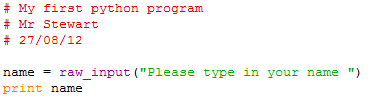 # My first python program
# Mr Stewart
# 27/08/12
name = raw_input("Please type in your name ")
print name